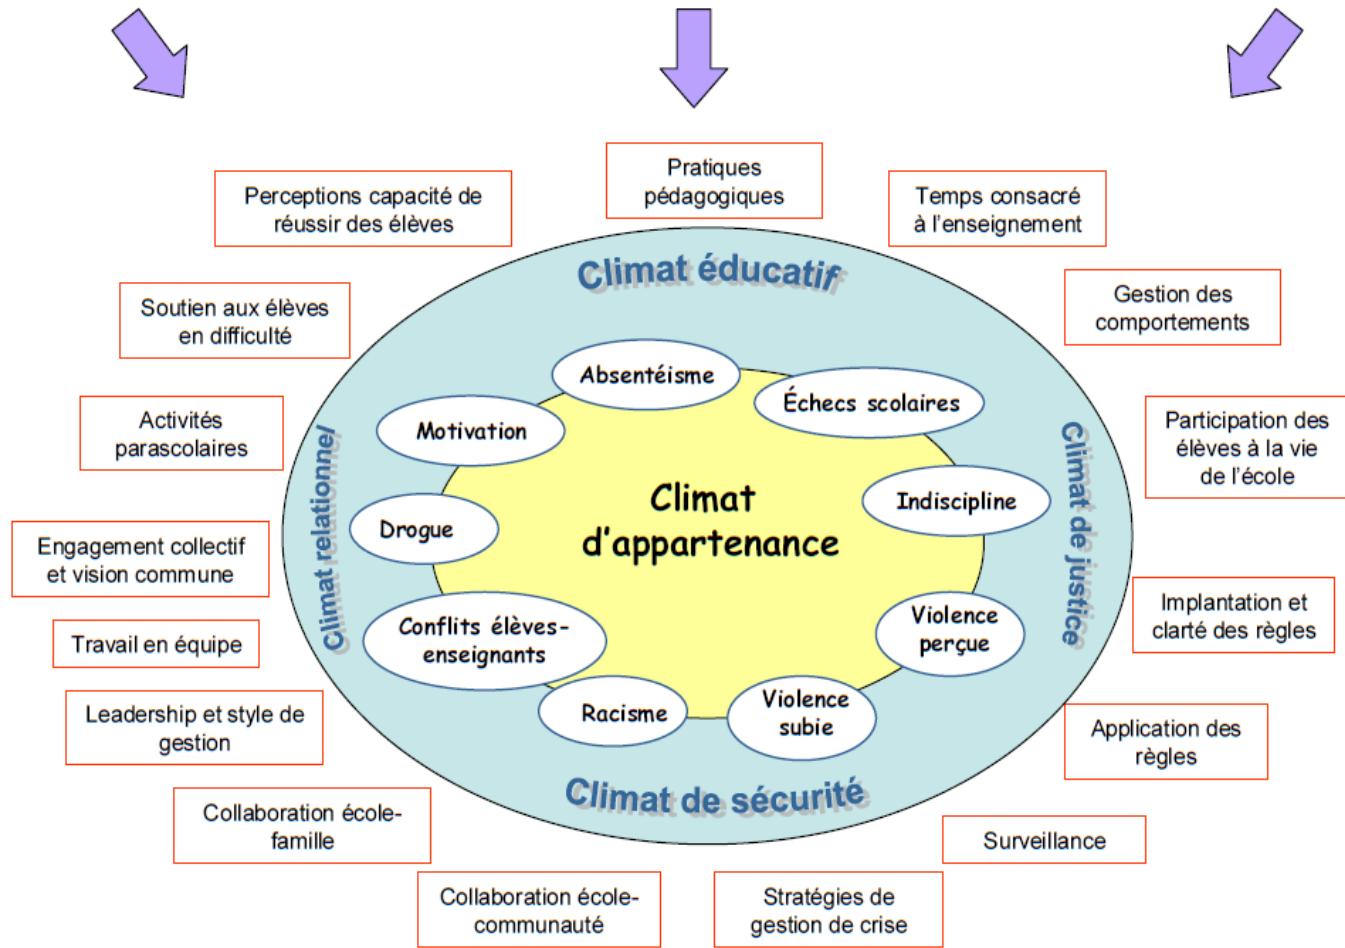 Pratiques
pédagogiques
Perceptions capacité de
réussir des élèves
Temps consacré
à l'enseignement
Climat éducatif
Soutien aux élèves
en difficulté
Gestion des
comportements
Absentéisme
Échecs scolaires
Motivation
Activités
parascolaires
Participation des
élèves à la vie
de l'école
Climat relationnel
Climat de justice
Climat
d'appartenance
Indiscipline
Drogue
Engagement collectif
et vision commune
Implantation et
clarté des règles
Conflits élèves-
enseignants
Violence
perçue
Travail en équipe
Racisme
Violence
subie
Leadership et style de
gestion
Application des
règles
Climat de sécurité
Collaboration école-
famille
Surveillance
Collaboration école-
communauté
Stratégies de
gestion de crise